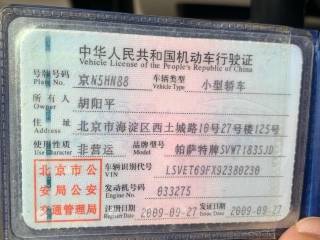 中华人民共和国机动车行驶证
Vehicle License of the People's Republic of China
号牌号码 京N5HN88 车辆类型 Vehicle Type 小型轿车
所有人 Owner 胡阳平
住址 Address 北京市海淀区西土城路10号27号楼125号
使用性质 Use Character 非营运 品牌型号 Model 帕萨特牌SVW7183SJD
北京市公安局公安交通管理局
车辆识别代号 VIN LSVET69FX92380230
发动机号码 Engine No. 033275
注册日期 Register Date 2009-09-27 发证日期 Issue Date 2009-09-27